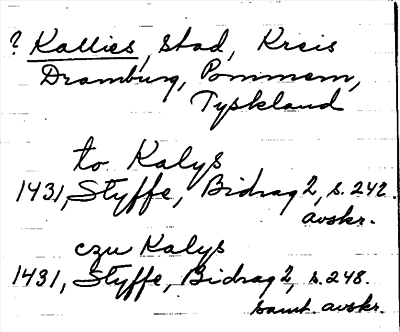 ? Kallies, stad, Kreis
Dramburg, Pommern,
Tyskland
to Kalys
1431, Styffe, Bidrag 2, s. 242.
avskr.
czu Kalys
1431, Styffe, Bidrag 2, s. 248.
samt. avskr.